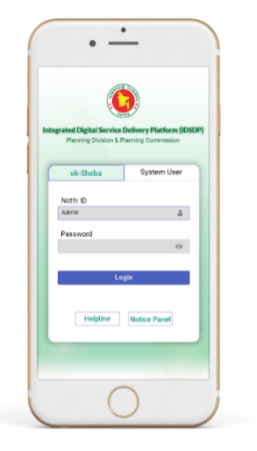 Integrated Digital Service Delivery Platform (IDSDP)
Planning Division & Planning Commission
ek-Sheba System User
Nothi ID
Admin
Password
Login
Helpline Notice Panel